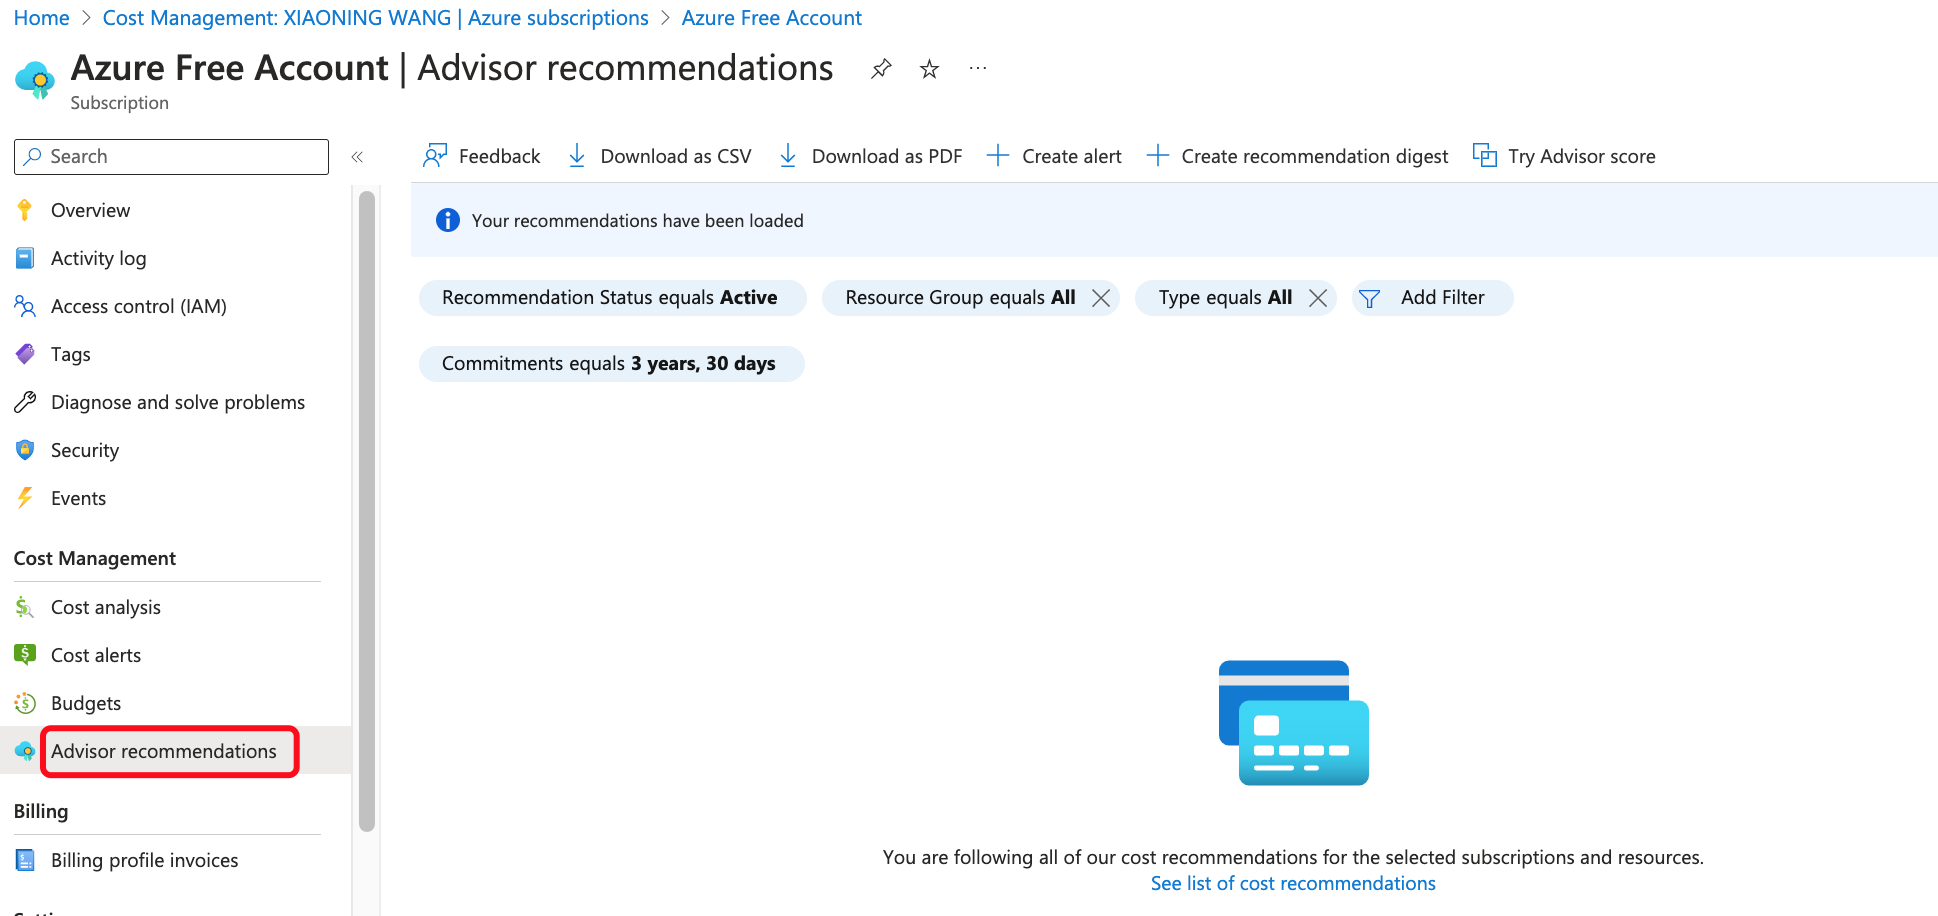 Home > Cost Management: XIAONING WANG | Azure subscriptions > Azure Free Account
Azure Free Account | Advisor recommendations ...
Subscription
Search «
Feedback Download as CSV Download as PDF Create alert Create recommendation digest Try Advisor score
Your recommendations have been loaded
Recommendation Status equals Active Resource Group equals All Type equals All Add Filter
Commitments equals 3 years, 30 days
Overview
Activity log
Access control (IAM)
Tags
Diagnose and solve problems
Security
Events
Cost Management
Cost analysis
Cost alerts
Budgets
Advisor recommendations
Billing
Billing profile invoices
You are following all of our cost recommendations for the selected subscriptions and resources.
See list of cost recommendations